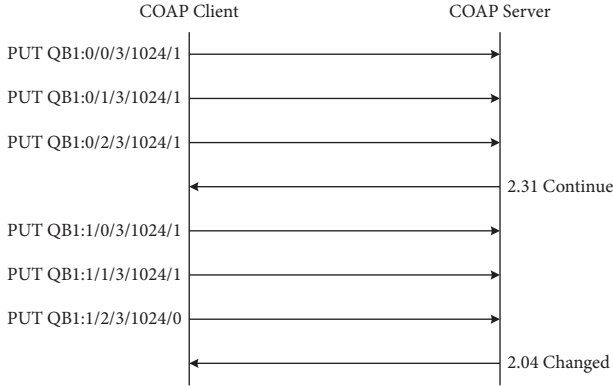 COAP Client
COAP Server
PUT QB1:0/0/3/1024/1
PUT QB1:0/1/3/1024/1
PUT QB1:0/2/3/1024/1
2.31 Continue
PUT QB1:1/0/3/1024/1
PUT QB1:1/1/3/1024/1
PUT QB1:1/2/3/1024/0
2.04 Changed